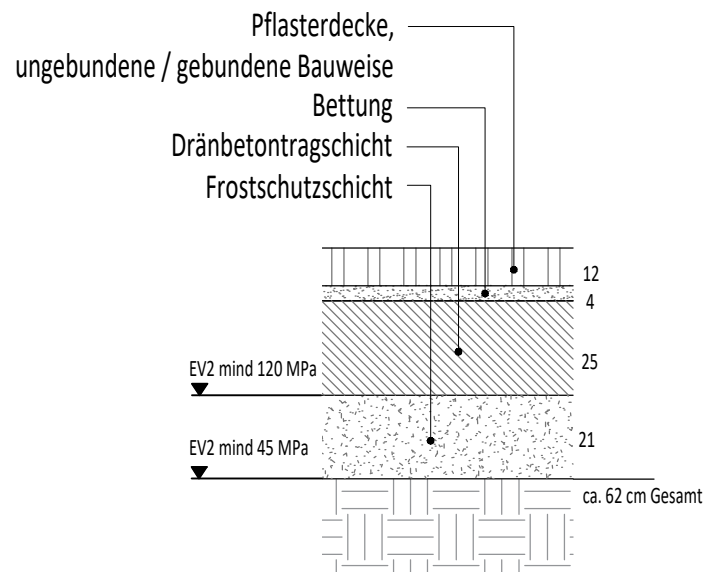 Pflasterdecke,
ungebundene / gebundene Bauweise
Bettung
Dränbetontragschicht
Frostschutzschicht
12
4
25
EV2 mind 120 MPa
21
EV2 mind 45 MPa
ca. 62 cm Gesamt